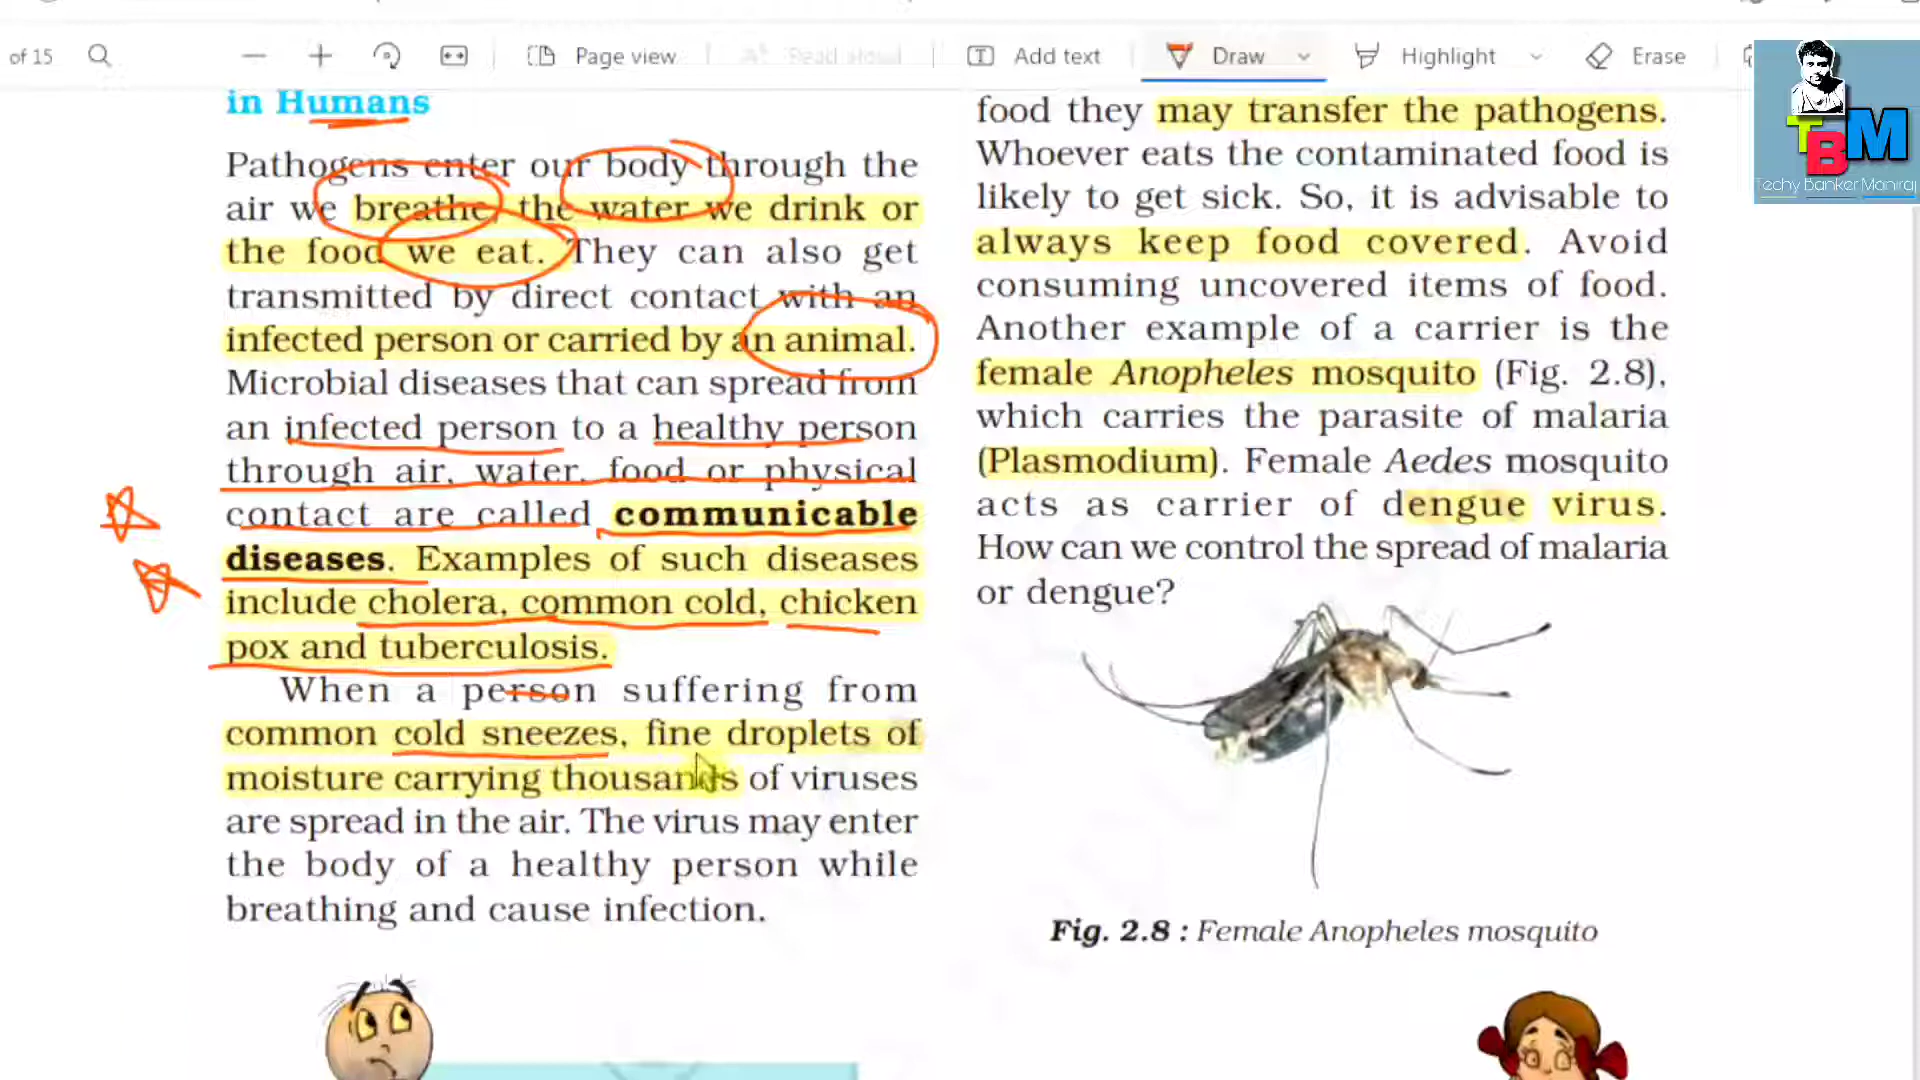 of 15
Page view
Read aloud
Add text
Draw
Highlight
Erase
TBM
Techy Banker Maniraj
in Humans
Pathogens enter our body through the
air we breathe, the water we drink or
the food we eat. They can also get
transmitted by direct contact with an
infected person or carried by an animal.
Microbial diseases that can spread from
an infected person to a healthy person
through air, water, food or physical
contact are called communicable
diseases. Examples of such diseases
include cholera, common cold, chicken
pox and tuberculosis.
When a person suffering from
common cold sneezes, fine droplets of
moisture carrying thousands of viruses
are spread in the air. The virus may enter
the body of a healthy person while
breathing and cause infection.
food they may transfer the pathogens.
Whoever eats the contaminated food is
likely to get sick. So, it is advisable to
always keep food covered. Avoid
consuming uncovered items of food.
Another example of a carrier is the
female Anopheles mosquito (Fig. 2.8),
which carries the parasite of malaria
(Plasmodium). Female Aedes mosquito
acts as carrier of dengue virus.
How can we control the spread of malaria
or dengue?
Fig. 2.8 : Female Anopheles mosquito